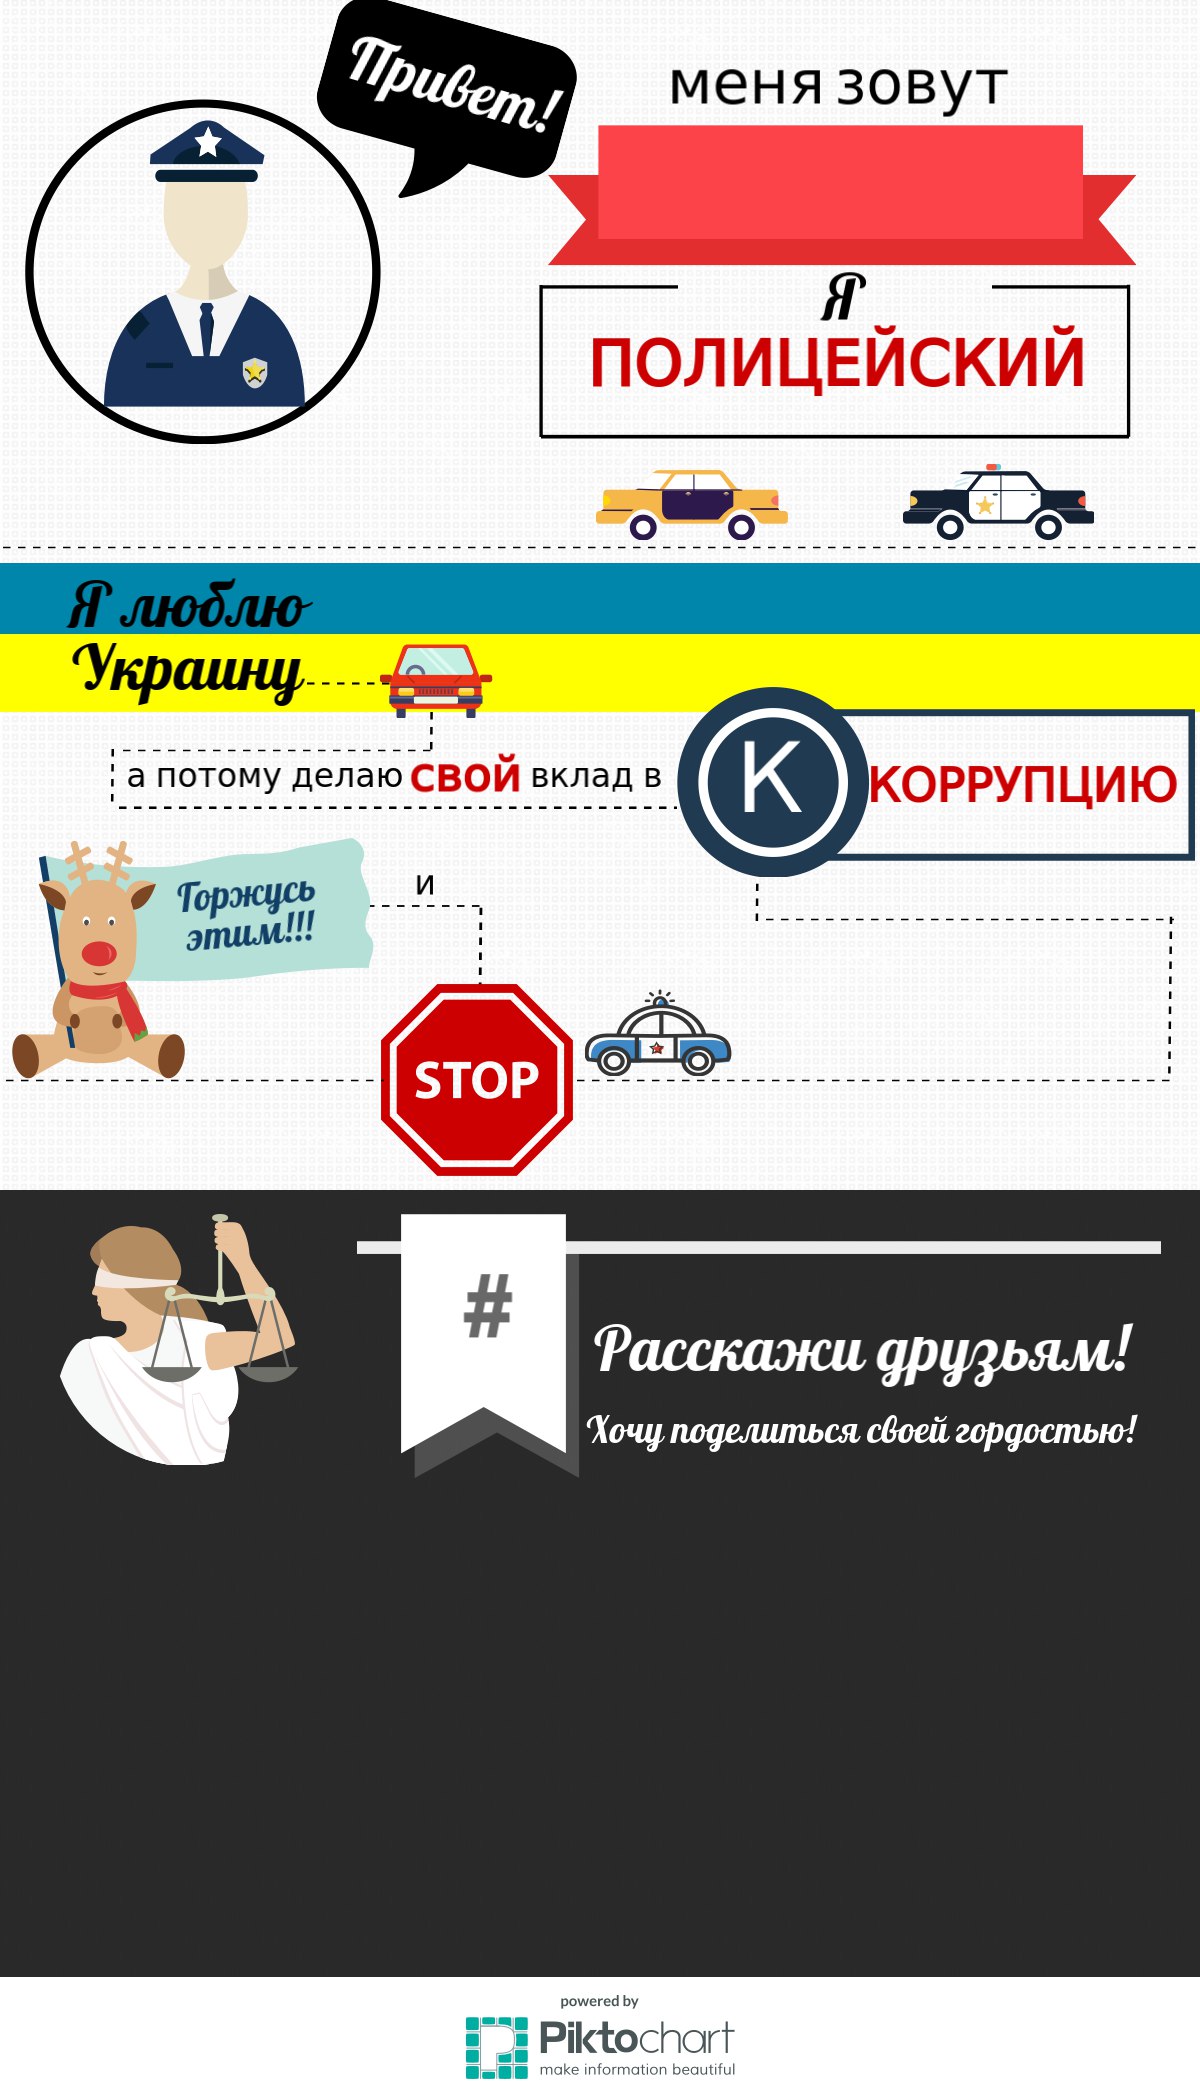 Привет!
меня зовут
Я
ПОЛИЦЕЙСКИЙ
Я люблю
Украину
а потому делаю СВОЙ вклад в
К
КОРРУПЦИЮ
Горжусь
этим!!!
и
STOP
#
Расскажи друзьям!
Хочу поделиться своей гордостью!
powered by
Piktochart
make information beautiful